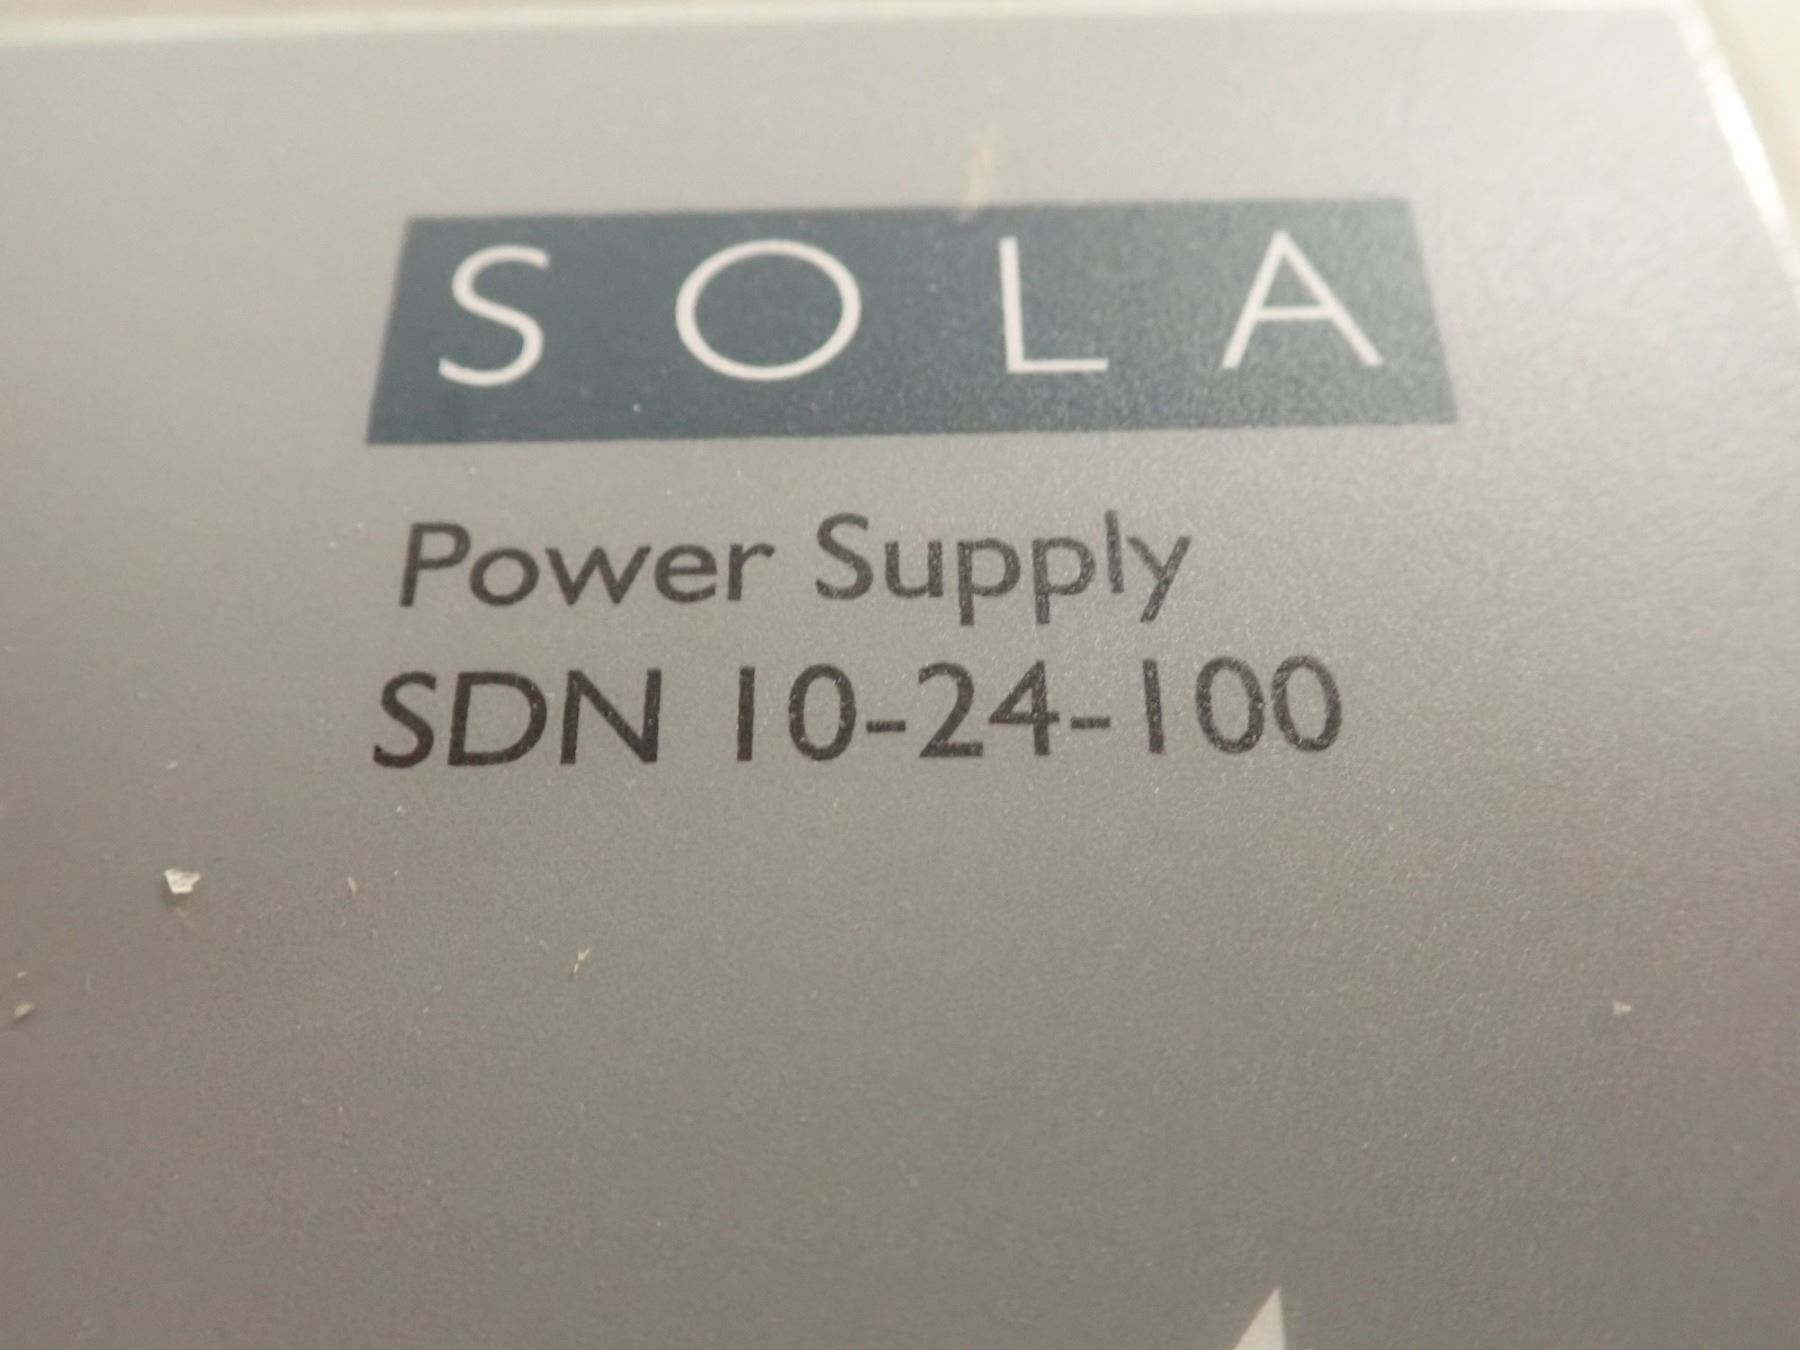 SOLA
Power Supply
SDN 10-24-100